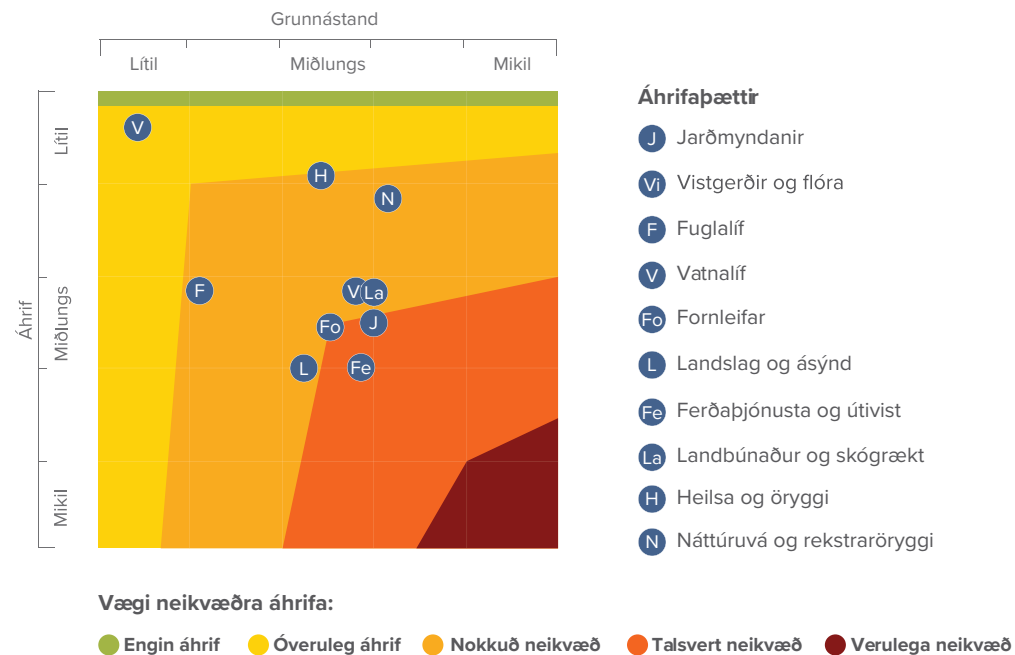 Grunnástand
Lítil Miðlungs Mikil
Áhrif
Lítil
Miðlungs
Mikil
V
H
N
F
V La
Fo J
L Fe
Áhrifaþættir
J Jarðmyndanir
Vi Vistgerðir og flóra
F Fuglalíf
V Vatnalíf
Fo Fornleifar
L Landslag og ásýnd
Fe Ferðaþjónusta og útivist
La Landbúnaður og skógrækt
H Heilsa og öryggi
N Náttúruvá og rekstraröryggi
Vægi neikvæðra áhrifa:
Engin áhrif Óveruleg áhrif Nokkuð neikvæð Talsvert neikvæð Verulega neikvæð